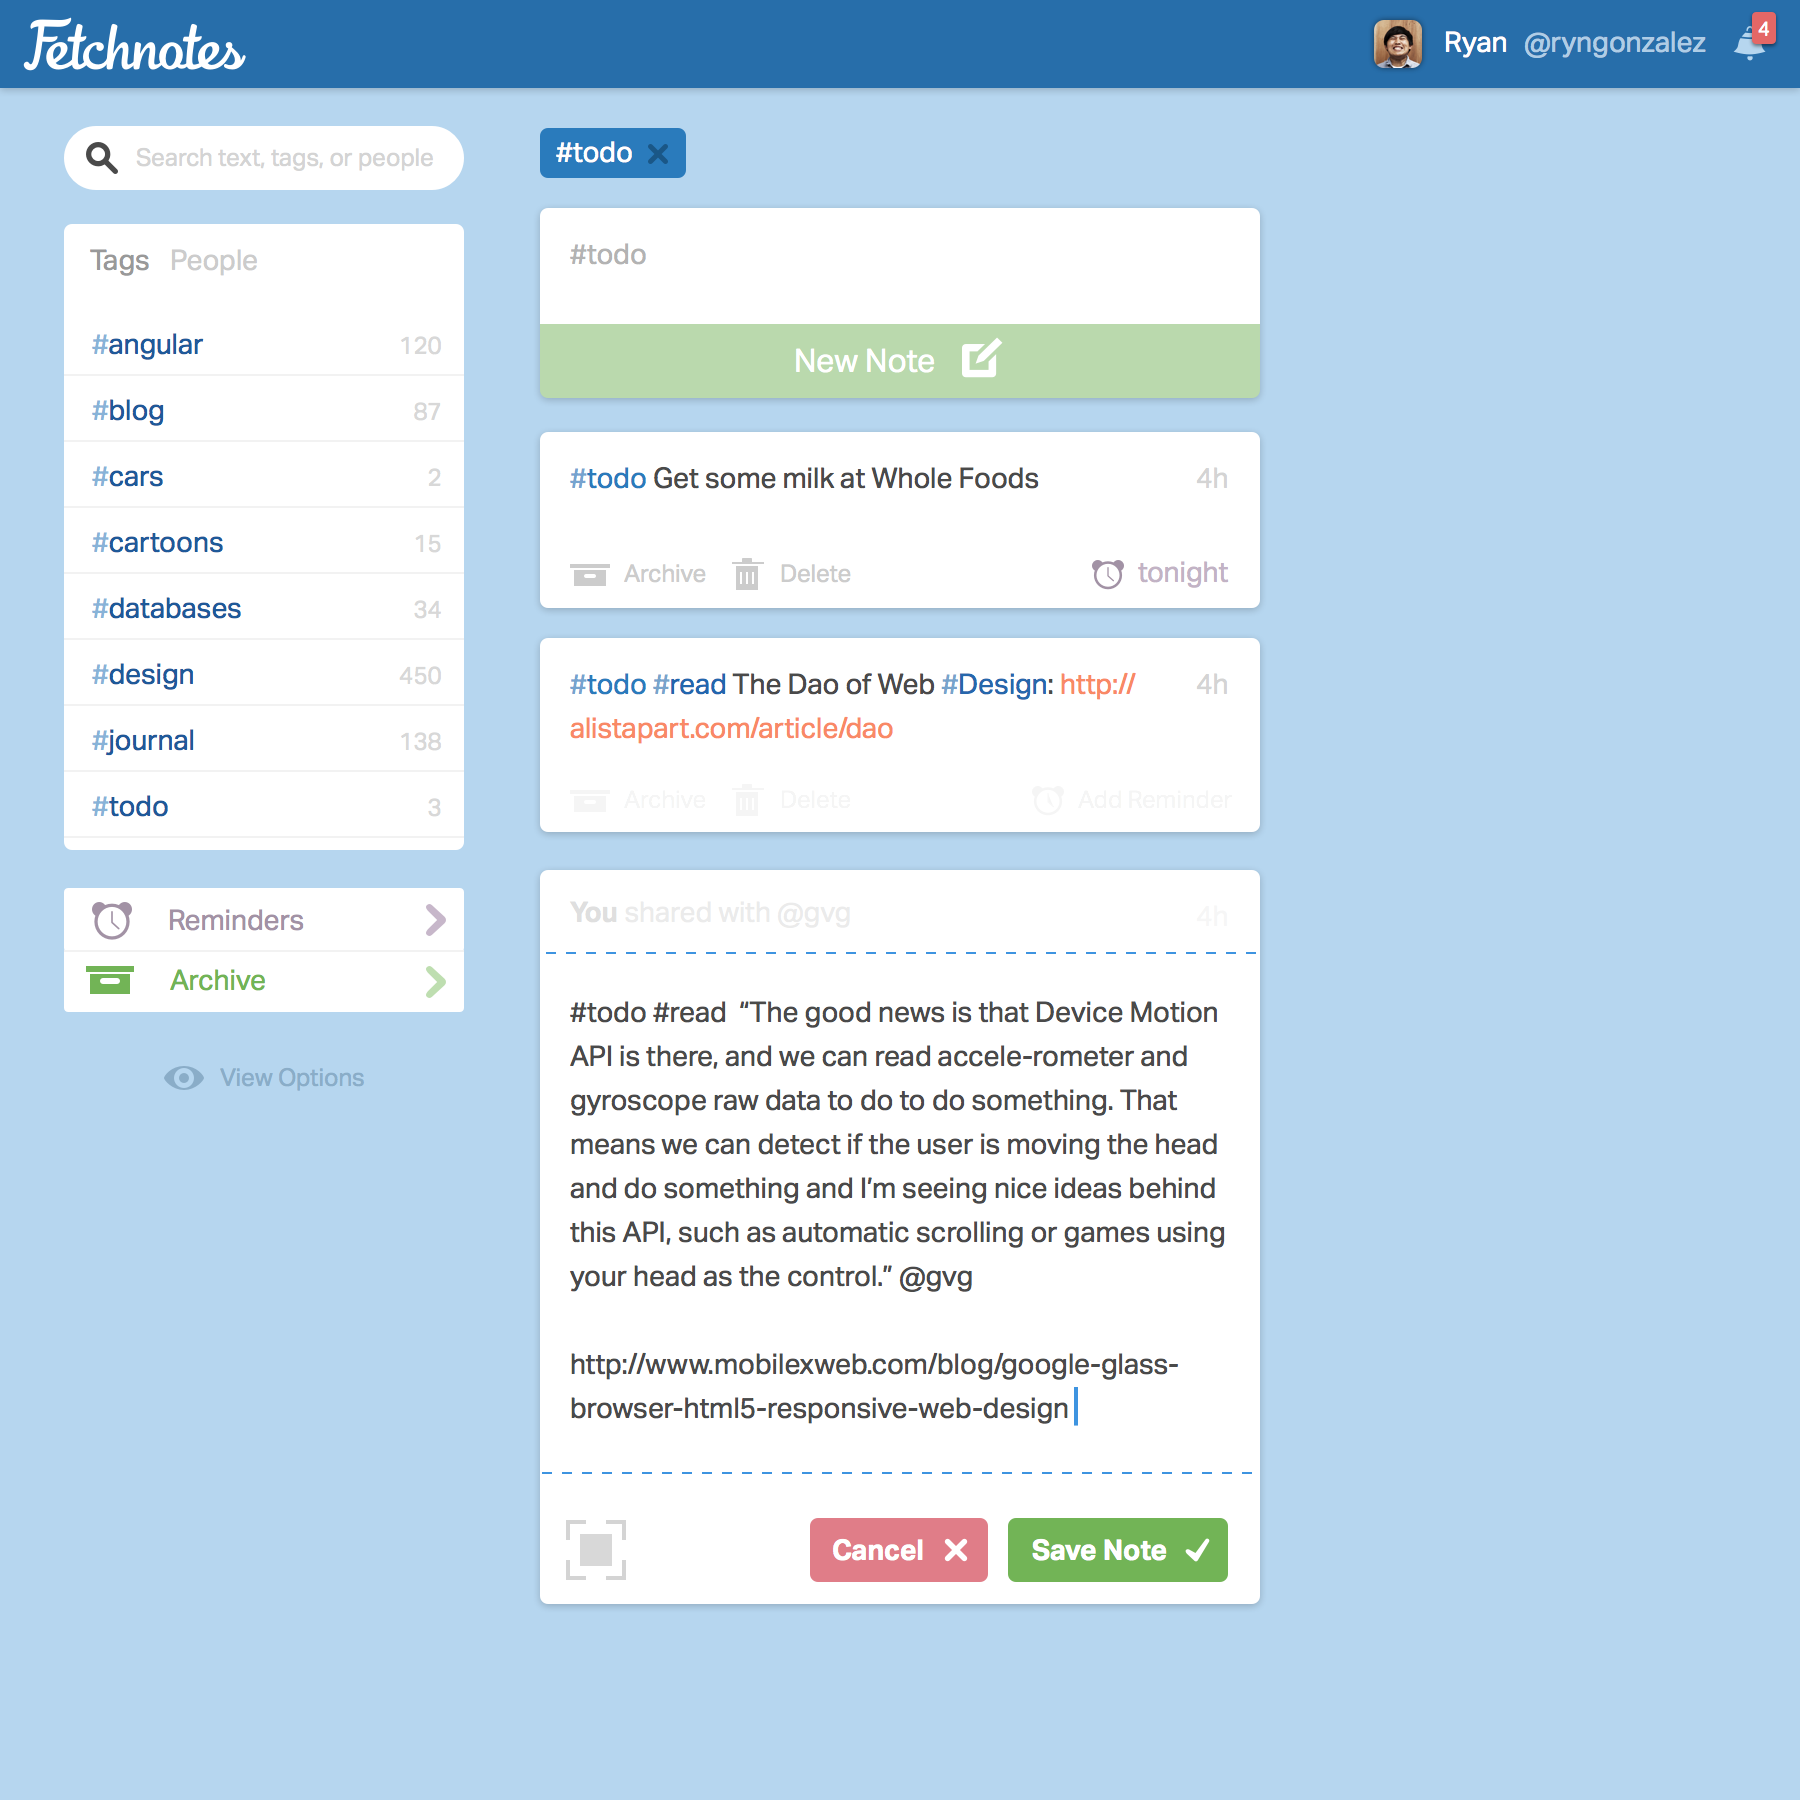 Fetchnotes
Ryan @ryngonzalez 4
Search text, tags, or people
Tags People
#angular 120
#blog 87
#cars 2
#cartoons 15
#databases 34
#design 450
#journal 138
#todo 3
Reminders
Archive
View Options
#todo
#todo
New Note
#todo Get some milk at Whole Foods 4h
Archive Delete tonight
#todo #read The Dao of Web #Design: http:// 4h
alistapart.com/article/dao
Archive Delete Add Reminder
You shared with @gvg 4h
#todo #read “The good news is that Device Motion
API is there, and we can read accele-rometer and
gyroscope raw data to do to do something. That
means we can detect if the user is moving the head
and do something and I’m seeing nice ideas behind
this API, such as automatic scrolling or games using
your head as the control.” @gvg
http://www.mobilexweb.com/blog/google-glass-
browser-html5-responsive-web-design
Cancel Save Note